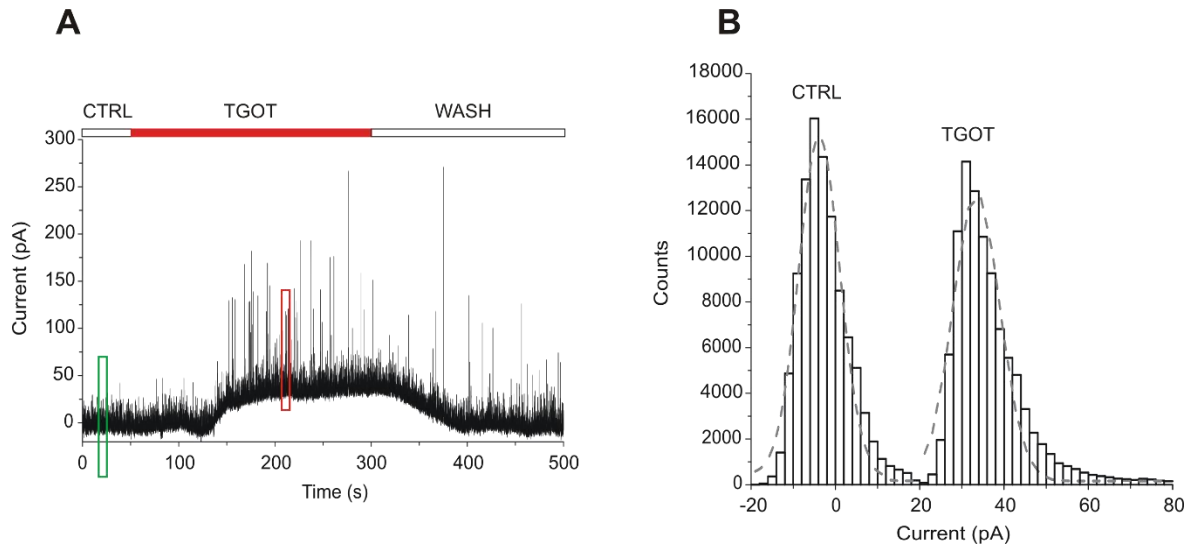 A
CTRL TGOT WASH
300
250
200
150
100
50
0
Current (pA)
0 100 200 300 400 500
Time (s)
B
18000
16000
14000
12000
10000
8000
6000
4000
2000
0
Counts
CTRL
TGOT
-20 0 20 40 60 80
Current (pA)